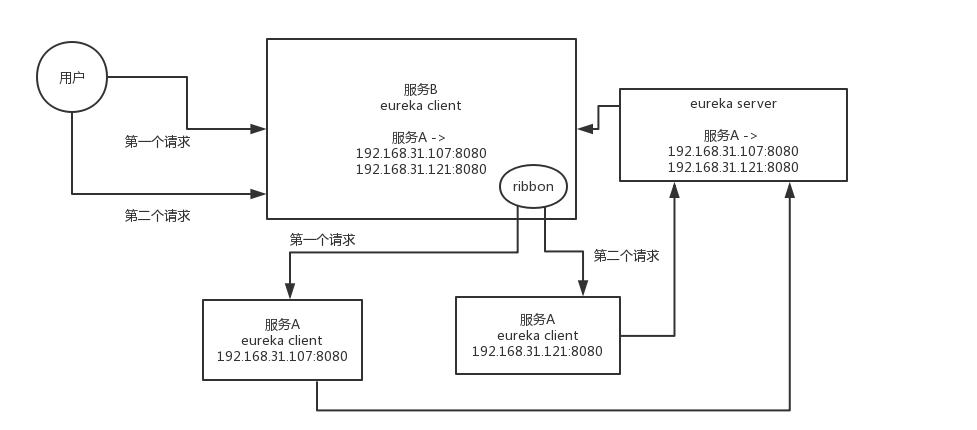 用户
第一个请求
第二个请求
服务B
eureka client
服务A ->
192.168.31.107:8080
192.168.31.121:8080
ribbon
eureka server
服务A ->
192.168.31.107:8080
192.168.31.121:8080
第一个请求
第二个请求
服务A
eureka client
192.168.31.107:8080
服务A
eureka client
192.168.31.121:8080